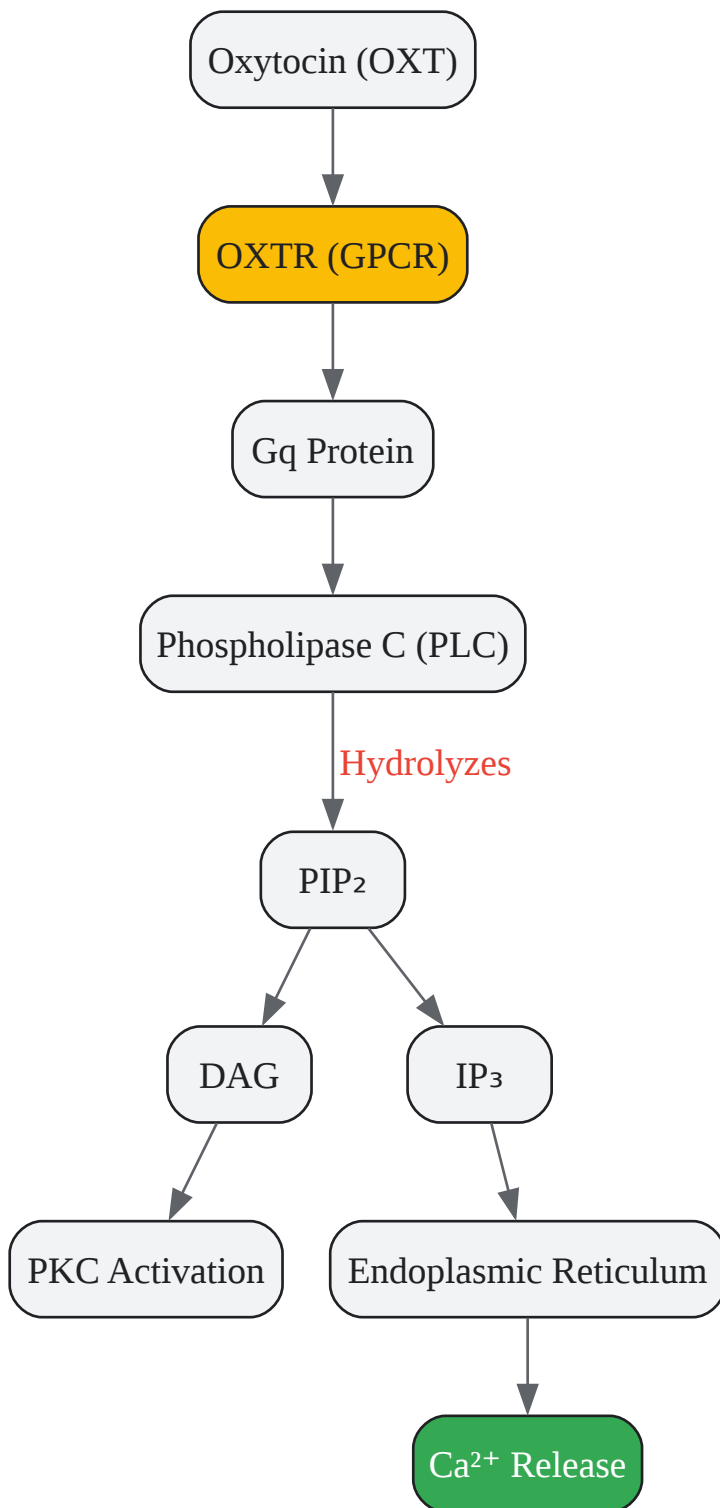 Oxytocin (OXT)
OXTR (GPCR)
Gq Protein
Phospholipase C (PLC)
Hydrolyzes
PIP₂
DAG
IP₃
PKC Activation
Endoplasmic Reticulum
Ca²⁺ Release